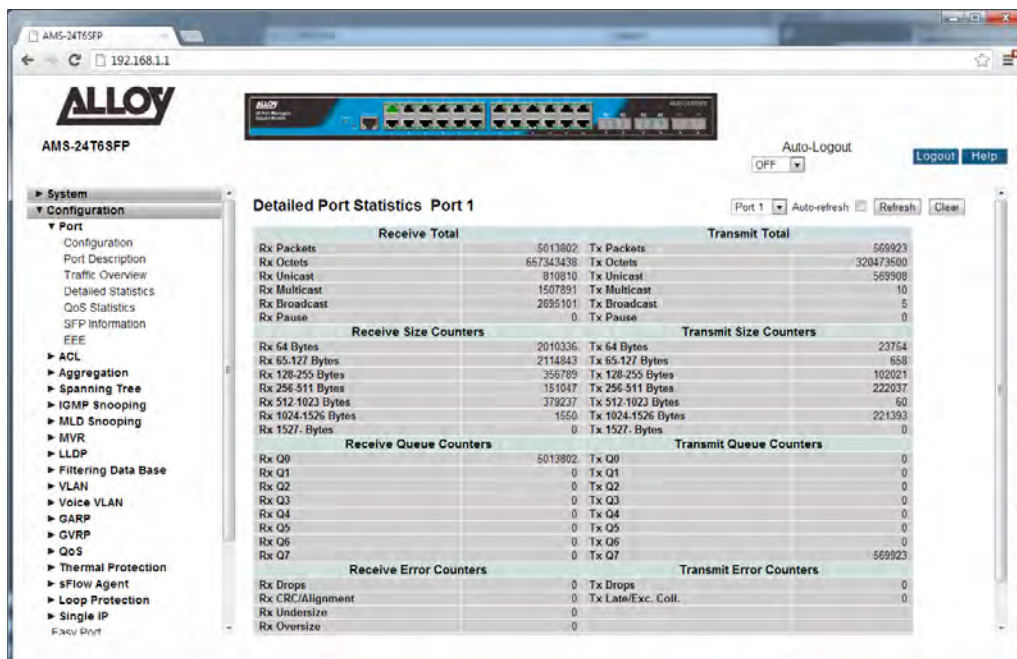 AMS-24T6SFP
192.168.1.1
ALLOY
ALLOY
AMS-24T6SFP
Auto-Logout
OFF
Logout Help
► System
▼ Configuration
▼ Port
Configuration
Port Description
Traffic Overview
Detailed Statistics
QoS Statistics
SFP Information
EEE
► ACL
► Aggregation
► Spanning Tree
► IGMP Snooping
► MLD Snooping
► MVR
► LLDP
► Filtering Data Base
► VLAN
► Voice VLAN
► GARP
► GVRP
► QoS
► Thermal Protection
► sFlow Agent
► Loop Protection
► Single IP
Easy Port
Detailed Port Statistics Port 1
Port 1 Auto-refresh Refresh Clear
Receive Total Transmit Total
Rx Packets 5013802 Tx Packets 569923
Rx Octets 657343438 Tx Octets 320473500
Rx Unicast 810810 Tx Unicast 569908
Rx Multicast 1507891 Tx Multicast 10
Rx Broadcast 2695101 Tx Broadcast 5
Rx Pause 0 Tx Pause 0
Receive Size Counters Transmit Size Counters
Rx 64 Bytes 2010336 Tx 64 Bytes 23754
Rx 65-127 Bytes 2114843 Tx 65-127 Bytes 658
Rx 128-255 Bytes 356789 Tx 128-255 Bytes 102021
Rx 256-511 Bytes 151047 Tx 256-511 Bytes 222037
Rx 512-1023 Bytes 379237 Tx 512-1023 Bytes 60
Rx 1024-1526 Bytes 1550 Tx 1024-1526 Bytes 221393
Rx 1527- Bytes 0 Tx 1527- Bytes 0
Receive Queue Counters Transmit Queue Counters
Rx Q0 5013802 Tx Q0 0
Rx Q1 0 Tx Q1 0
Rx Q2 0 Tx Q2 0
Rx Q3 0 Tx Q3 0
Rx Q4 0 Tx Q4 0
Rx Q5 0 Tx Q5 0
Rx Q6 0 Tx Q6 0
Rx Q7 0 Tx Q7 569923
Receive Error Counters Transmit Error Counters
Rx Drops 0 Tx Drops 0
Rx CRC/Alignment 0 Tx Late/Exc. Coll. 0
Rx Undersize 0
Rx Oversize 0